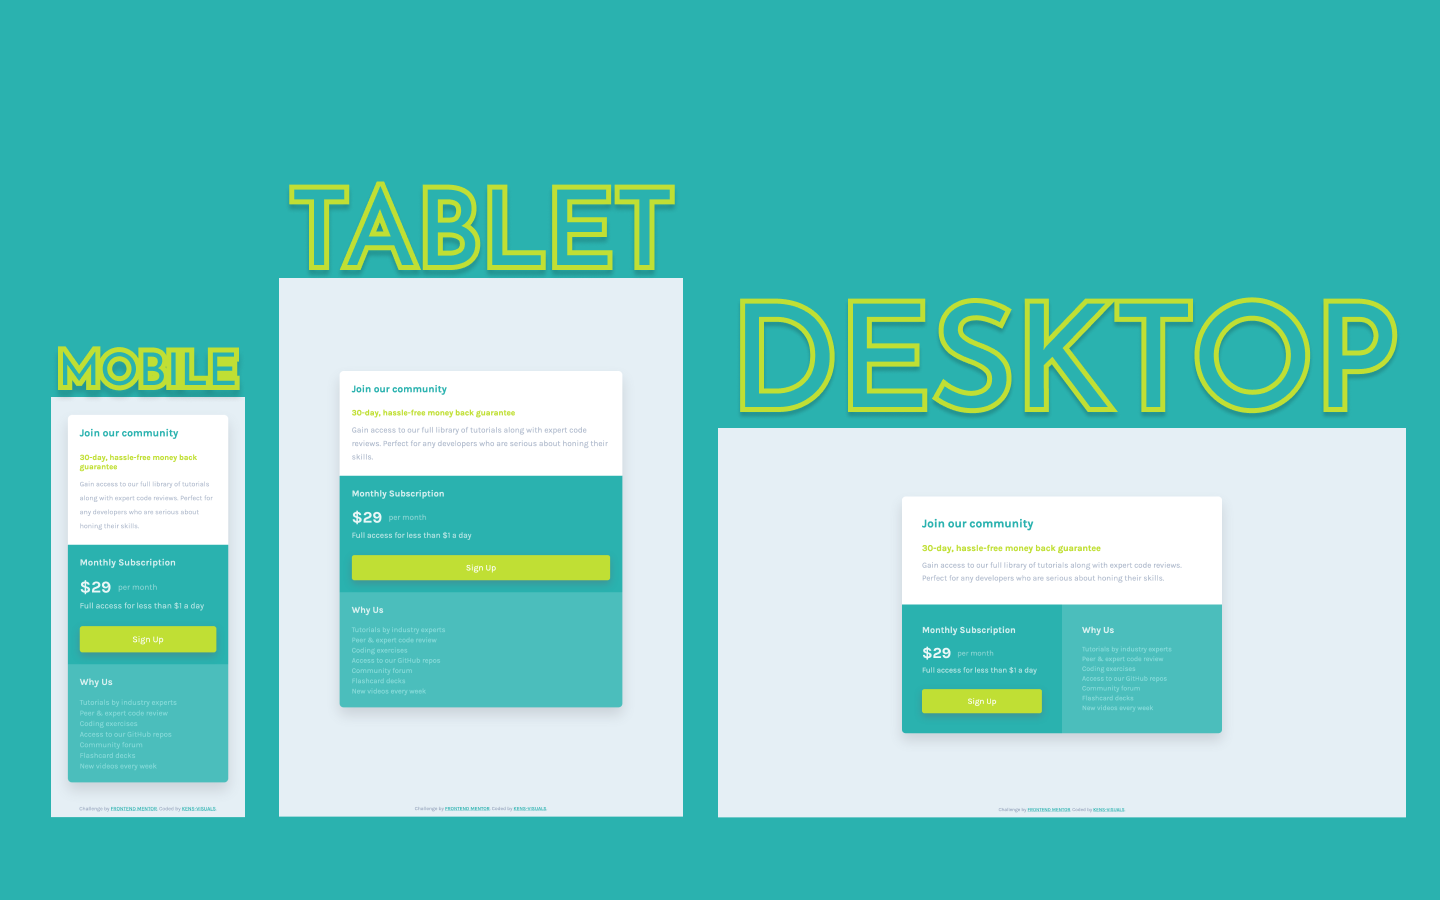 MOBILE
Join our community
30-day, hassle-free money back
guarantee
Gain access to our full library of tutorials
along with expert code reviews. Perfect for
any developers who are serious about
honing their skills.
Monthly Subscription
$29 per month
Full access for less than $1 a day
Sign Up
Why Us
Tutorials by industry experts
Peer & expert code review
Coding exercises
Access to our GitHub repos
Community forum
Flashcard decks
New videos every week
Challenge by FRONTEND MENTOR. Coded by KENS-VISUALS.
TABLET
Join our community
30-day, hassle-free money back guarantee
Gain access to our full library of tutorials along with expert code
reviews. Perfect for any developers who are serious about honing their
skills.
Monthly Subscription
$29 per month
Full access for less than $1 a day
Sign Up
Why Us
Tutorials by industry experts
Peer & expert code review
Coding exercises
Access to our GitHub repos
Community forum
Flashcard decks
New videos every week
Challenge by FRONTEND MENTOR. Coded by KENS-VISUALS.
DESKTOP
Join our community
30-day, hassle-free money back guarantee
Gain access to our full library of tutorials along with expert code reviews.
Perfect for any developers who are serious about honing their skills.
Monthly Subscription
$29 per month
Full access for less than $1 a day
Sign Up
Why Us
Tutorials by industry experts
Peer & expert code review
Coding exercises
Access to our GitHub repos
Community forum
Flashcard decks
New videos every week
Challenge by FRONTEND MENTOR. Coded by KENS-VISUALS.